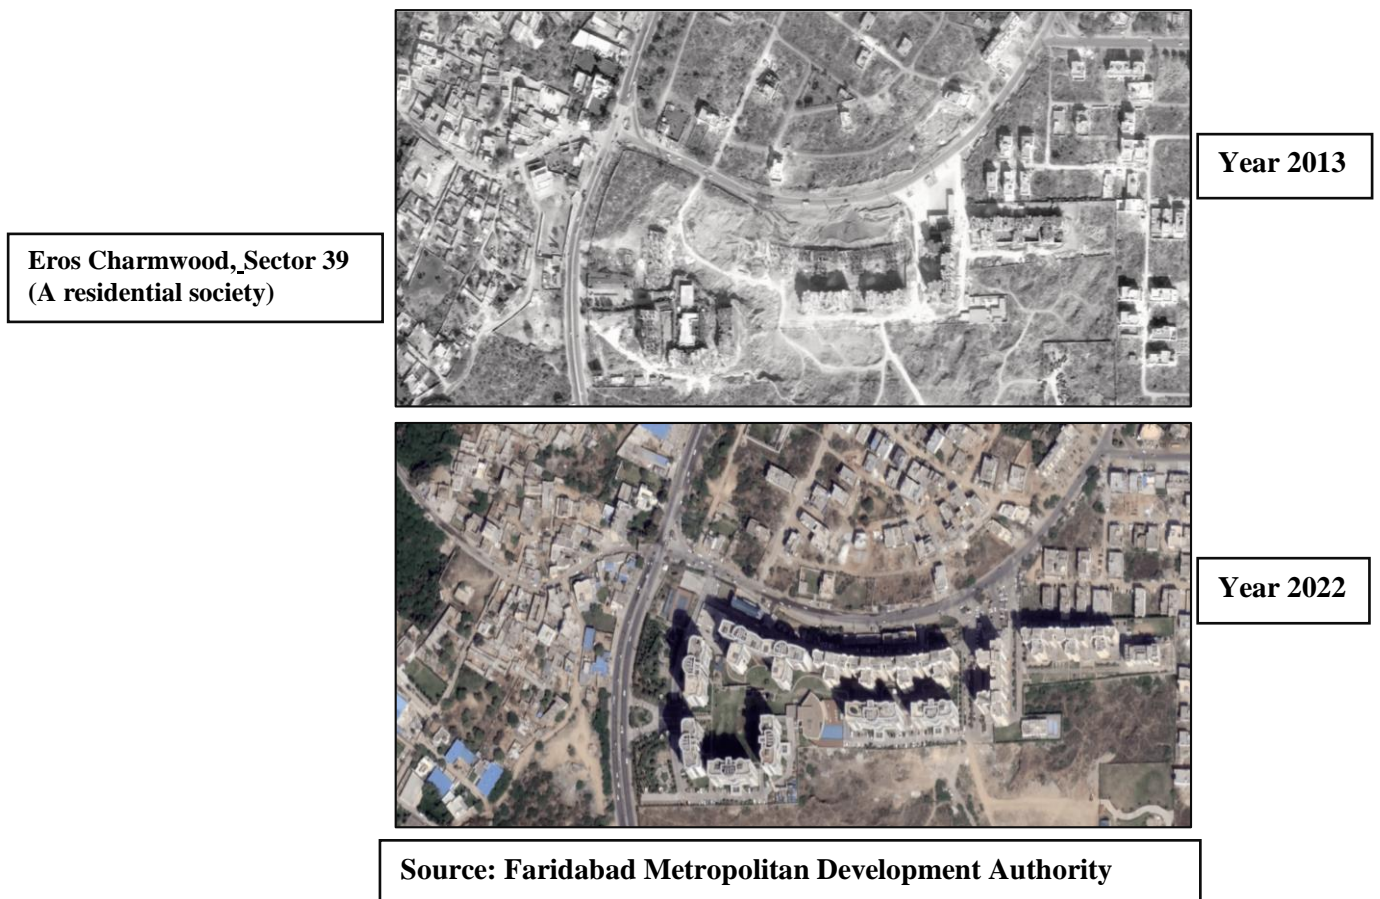 Year 2013
Eros Charmwood, Sector 39
(A residential society)
Year 2022
Source: Faridabad Metropolitan Development Authority